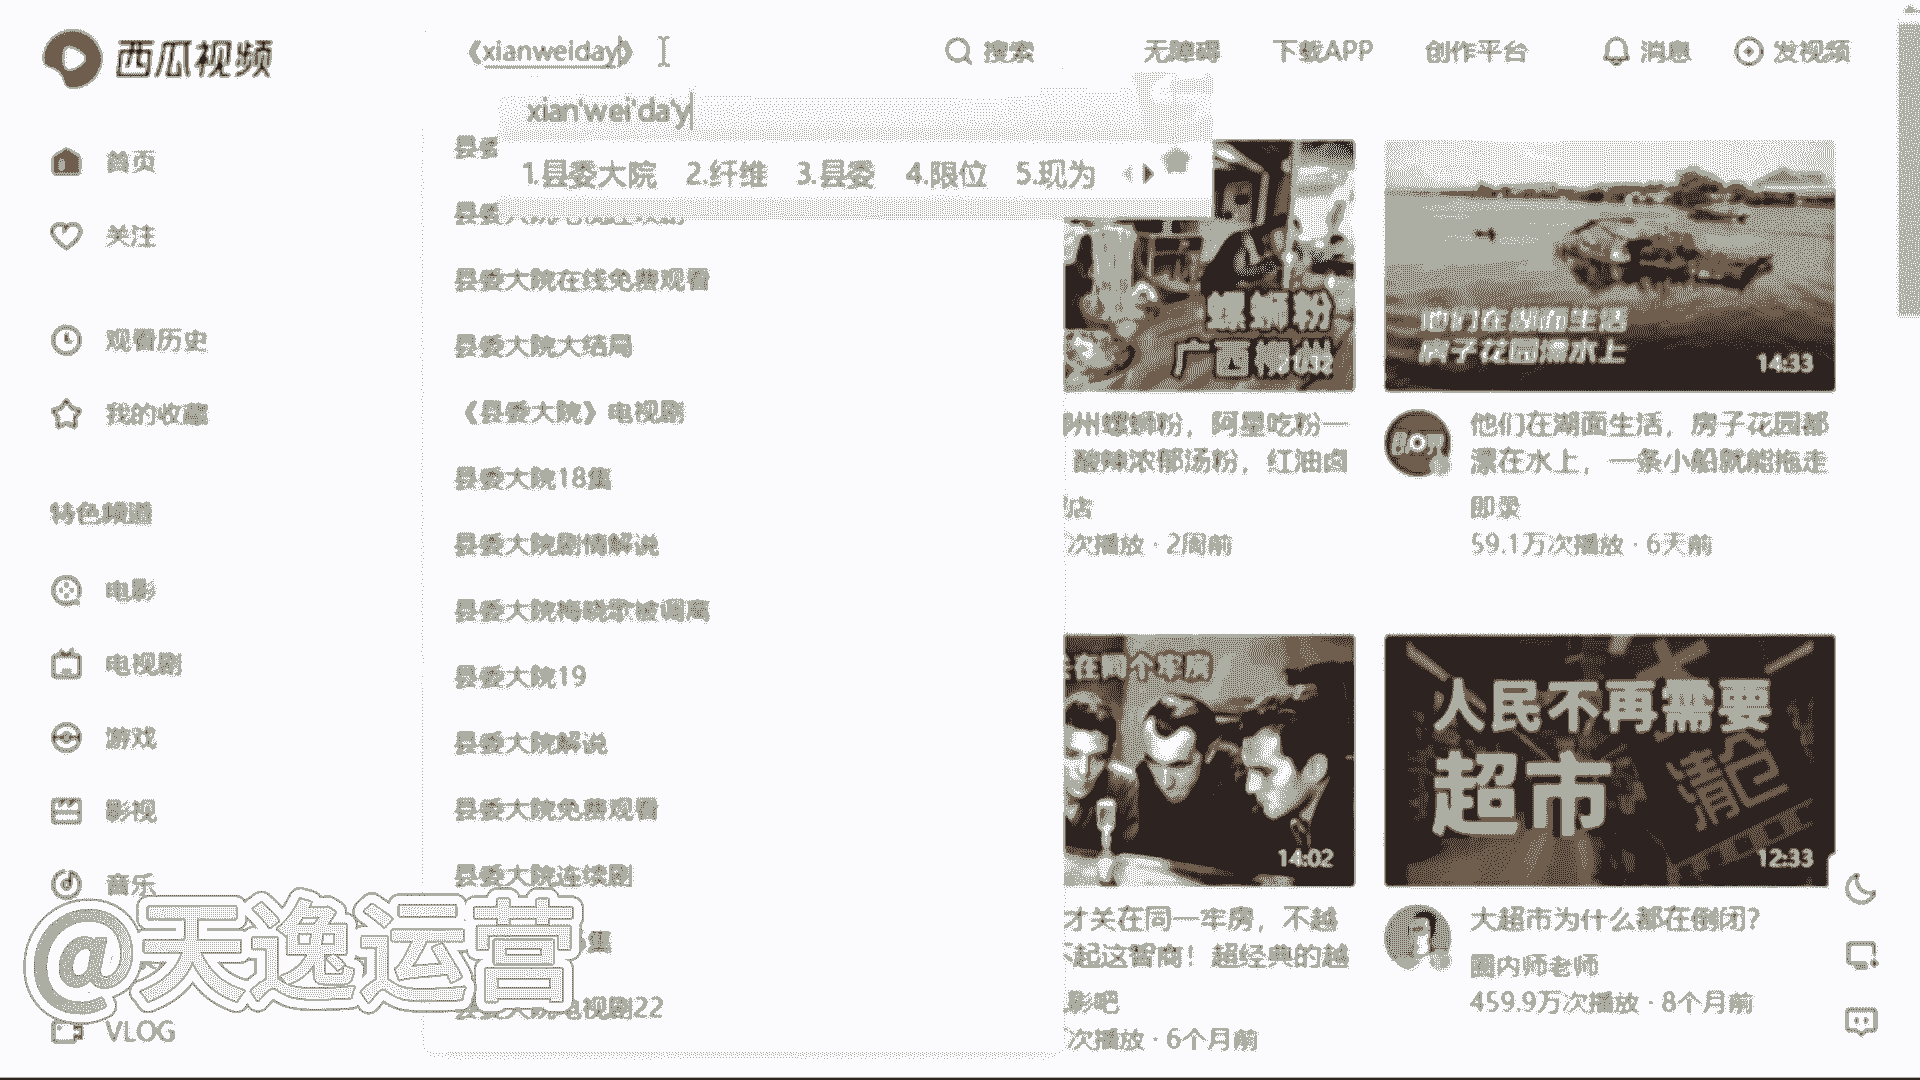 西瓜视频
《xianweiday》
搜索
无障碍
下载APP
创作平台
消息
发视频
xian'wei'da'y
1.县委大院 2.纤维 3.县委 4.限位 5.现为
首页
关注
观看历史
我的收藏
特色频道
电影
电视剧
游戏
影视
音乐
VLOG
县委
县委大院在线免费观看
县委大院大结局
《县委大院》电视剧
县委大院18集
县委大院剧情解说
县委大院梅晓歌被调离
县委大院19
县委大院解说
县委大院免费观看
县委大院连续剧
集
电视剧22
螺蛳粉
广西柳州
21:32
州螺蛳粉，阿星吃粉一
酸辣浓郁汤粉，红油卤
店
次播放 · 2周前
他们在湖面生活
房子花园漂水上
14:33
他们在湖面生活，房子花园都
漂在水上，一条小船就能拖走
即录
59.1万次播放 · 6天前
在同个牢房
14:02
才关在同一牢房，不越
不起这智商！超经典的越
影吧
次播放 · 6个月前
人民不再需要
超市
清仓
12:33
大超市为什么都在倒闭？
圈内师老师
459.9万次播放 · 8个月前
@天逸运营